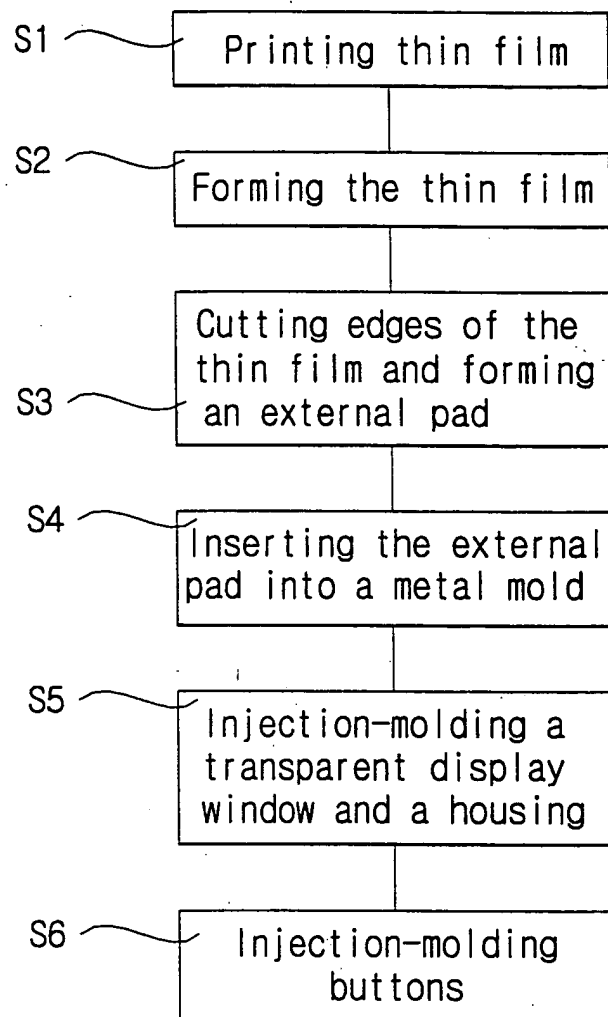 S1
Printing thin film
S2
Forming the thin film
S3
Cutting edges of the
thin film and forming
an external pad
S4
Inserting the external
pad into a metal mold
S5
Injection-molding a
transparent display
window and a housing
S6
Injection-molding
buttons